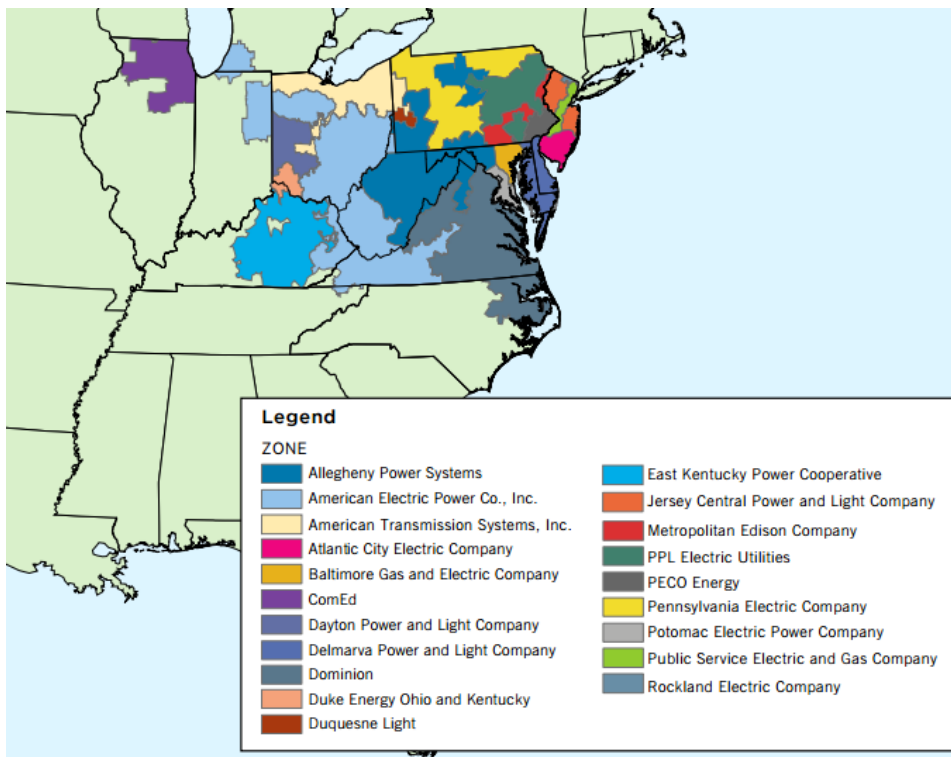 Legend
ZONE
Allegheny Power Systems
American Electric Power Co., Inc.
American Transmission Systems, Inc.
Atlantic City Electric Company
Baltimore Gas and Electric Company
ComEd
Dayton Power and Light Company
Delmarva Power and Light Company
Dominion
Duke Energy Ohio and Kentucky
Duquesne Light
East Kentucky Power Cooperative
Jersey Central Power and Light Company
Metropolitan Edison Company
PPL Electric Utilities
PECO Energy
Pennsylvania Electric Company
Potomac Electric Power Company
Public Service Electric and Gas Company
Rockland Electric Company